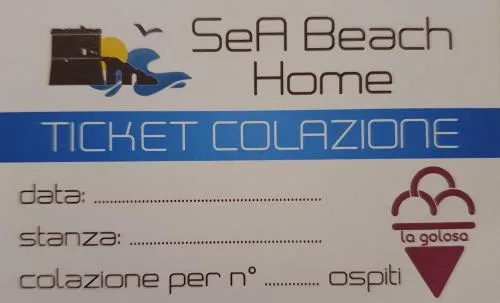 SeA Beach
Home
TICKET COLAZIONE
data: ..............................................
stanza: .......................................
colazione per n° ........... ospiti
la golosa